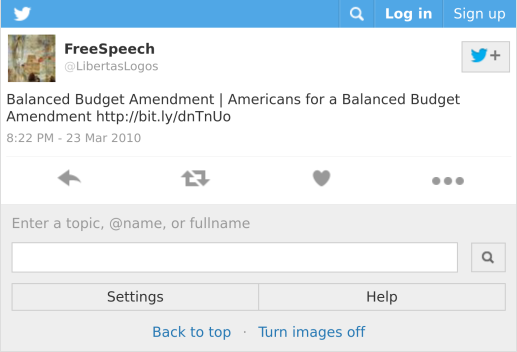 Log in
Sign up
FreeSpeech
@LibertasLogos
+
Balanced Budget Amendment | Americans for a Balanced Budget
Amendment http://bit.ly/dnTnUo
8:22 PM - 23 Mar 2010
Enter a topic, @name, or fullname
Settings
Help
Back to top · Turn images off